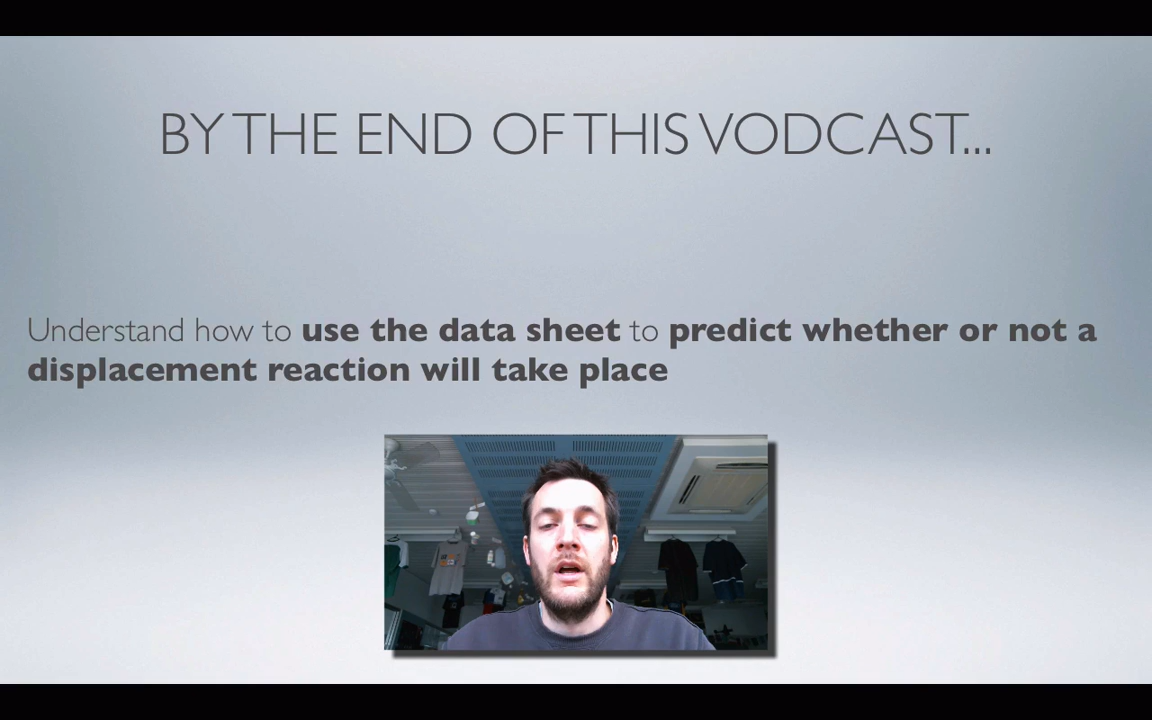 BY THE END OF THIS VODCAST...
Understand how to use the data sheet to predict whether or not a
displacement reaction will take place